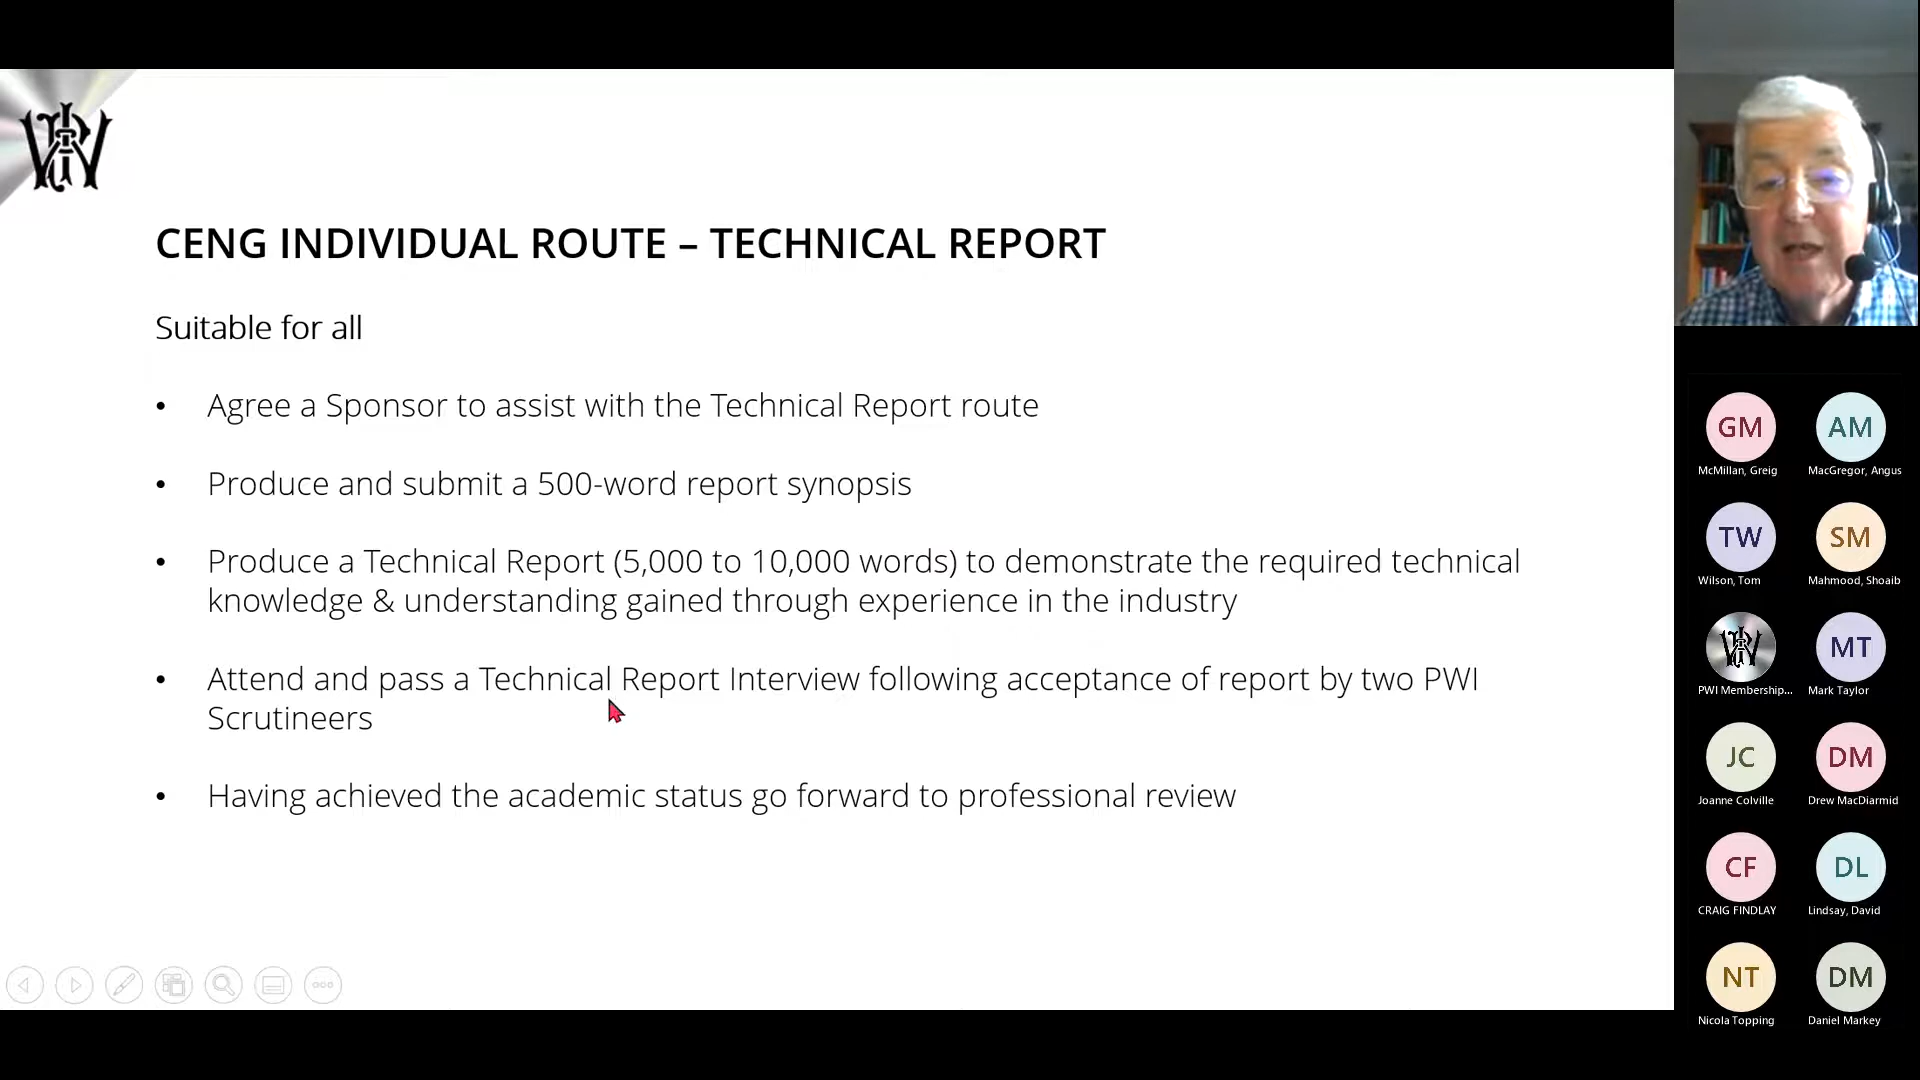 CENG INDIVIDUAL ROUTE – TECHNICAL REPORT
Suitable for all
• Agree a Sponsor to assist with the Technical Report route
• Produce and submit a 500-word report synopsis
• Produce a Technical Report (5,000 to 10,000 words) to demonstrate the required technical
knowledge & understanding gained through experience in the industry
• Attend and pass a Technical Report Interview following acceptance of report by two PWI
Scrutineers
• Having achieved the academic status go forward to professional review
GM
McMillan, Greig
AM
MacGregor, Angus
TW
Wilson, Tom
SM
Mahmood, Shoaib
PWI Membership...
MT
Mark Taylor
JC
Joanne Colville
DM
Drew MacDiarmid
CF
CRAIG FINDLAY
DL
Lindsay, David
NT
Nicola Topping
DM
Daniel Markey